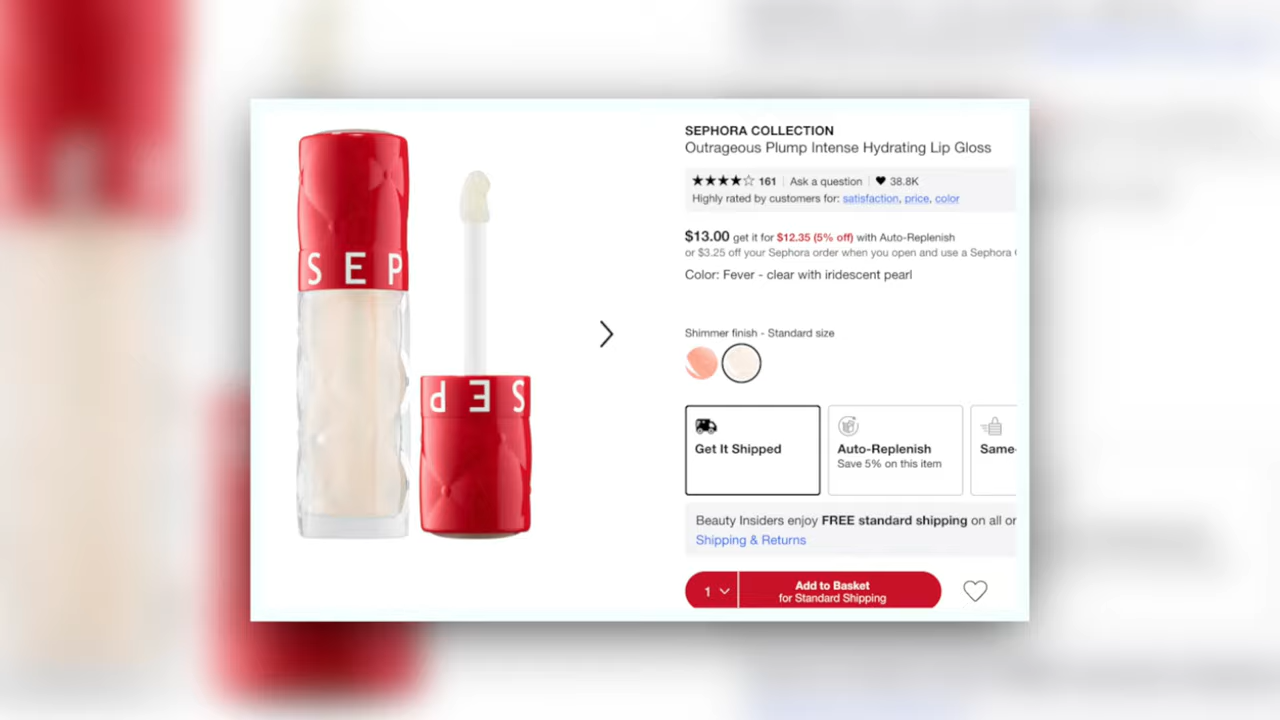 SEP
SEP
SEPHORA COLLECTION
Outrageous Plump Intense Hydrating Lip Gloss
★★★★☆ 161 | Ask a question | ♥ 38.8K
Highly rated by customers for: satisfaction, price, color
$13.00 get it for $12.35 (5% off) with Auto-Replenish
or $3.25 off your Sephora order when you open and use a Sephora
Color: Fever - clear with iridescent pearl
Shimmer finish - Standard size
Get It Shipped
Auto-Replenish
Save 5% on this item
Same-
Beauty Insiders enjoy FREE standard shipping on all or
Shipping & Returns
1
Add to Basket
for Standard Shipping